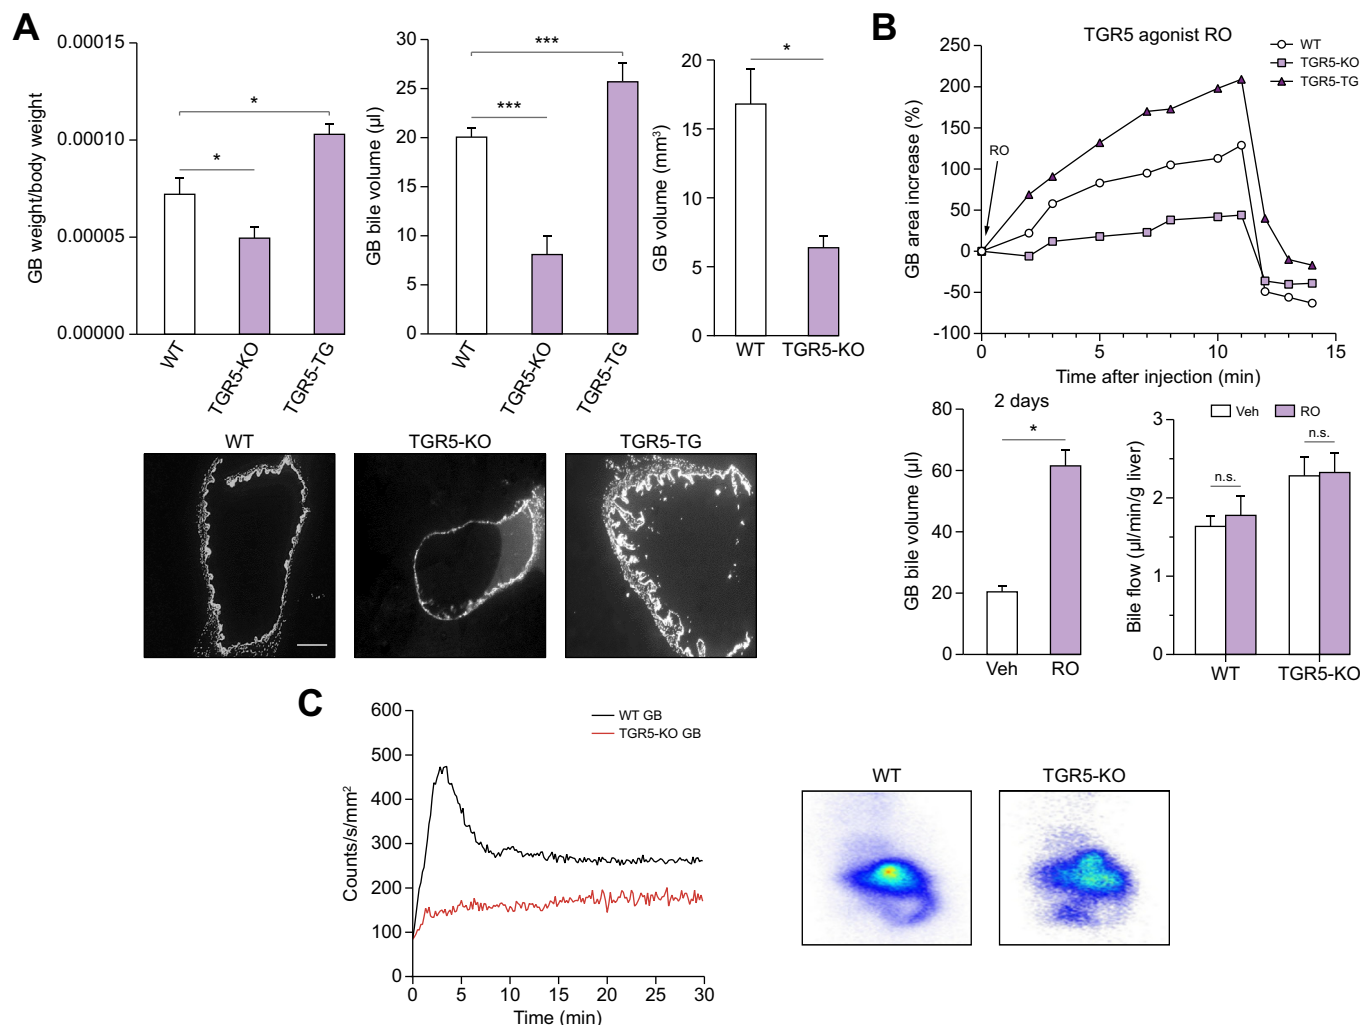 A
0.00015
0.00010
0.00005
0.00000
GB weight/body weight
*
*
WT
TGR5-KO
TGR5-TG
30
25
20
15
10
5
0
GB bile volume (µl)
***
***
WT
TGR5-KO
TGR5-TG
20
15
10
5
0
GB volume (mm³)
*
WT
TGR5-KO
WT
TGR5-KO
TGR5-TG
B
TGR5 agonist RO
WT
TGR5-KO
TGR5-TG
250
200
150
100
50
0
-50
-100
GB area increase (%)
RO
0
5
10
15
Time after injection (min)
2 days
80
60
40
20
0
GB bile volume (µl)
*
Veh
RO
Veh
RO
3
2
1
0
Bile flow (µl/min/g liver)
n.s.
n.s.
WT
TGR5-KO
C
600
500
400
300
200
100
0
Counts/s/mm²
WT GB
TGR5-KO GB
0
5
10
15
20
25
30
Time (min)
WT
TGR5-KO